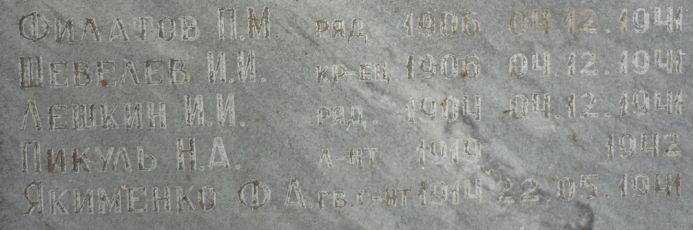 Филатов П.М. ряд 1906 04.12.1941
Шевелев И.И. кр-ец 1906 04.12.1941
Лешкин И.И. ряд. 1904 04.12.1941
Пикуль Н.А. л-нт 1919 1942
Якименко Ф.А гв.с-нт 1914 22.05.1941